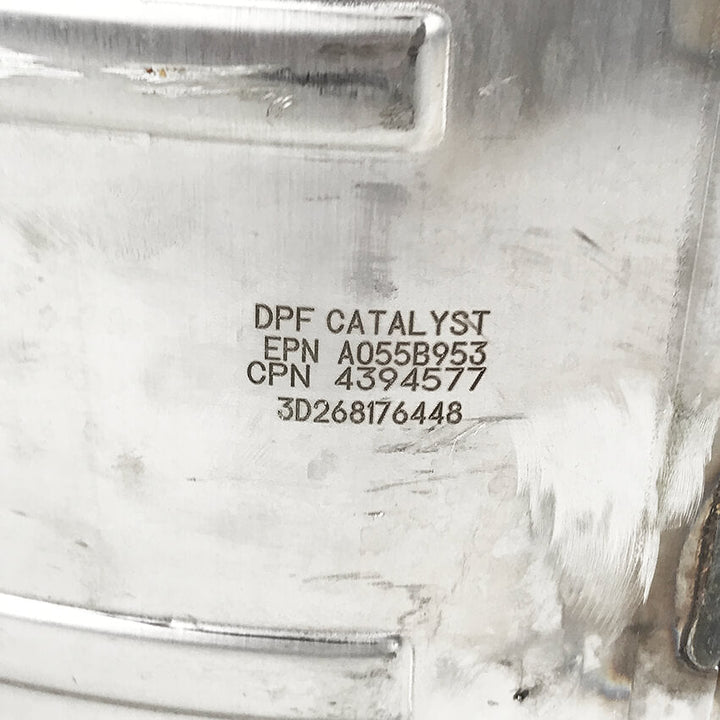 DPF CATALYST
EPN A055B953
CPN 4394577
3D268176448